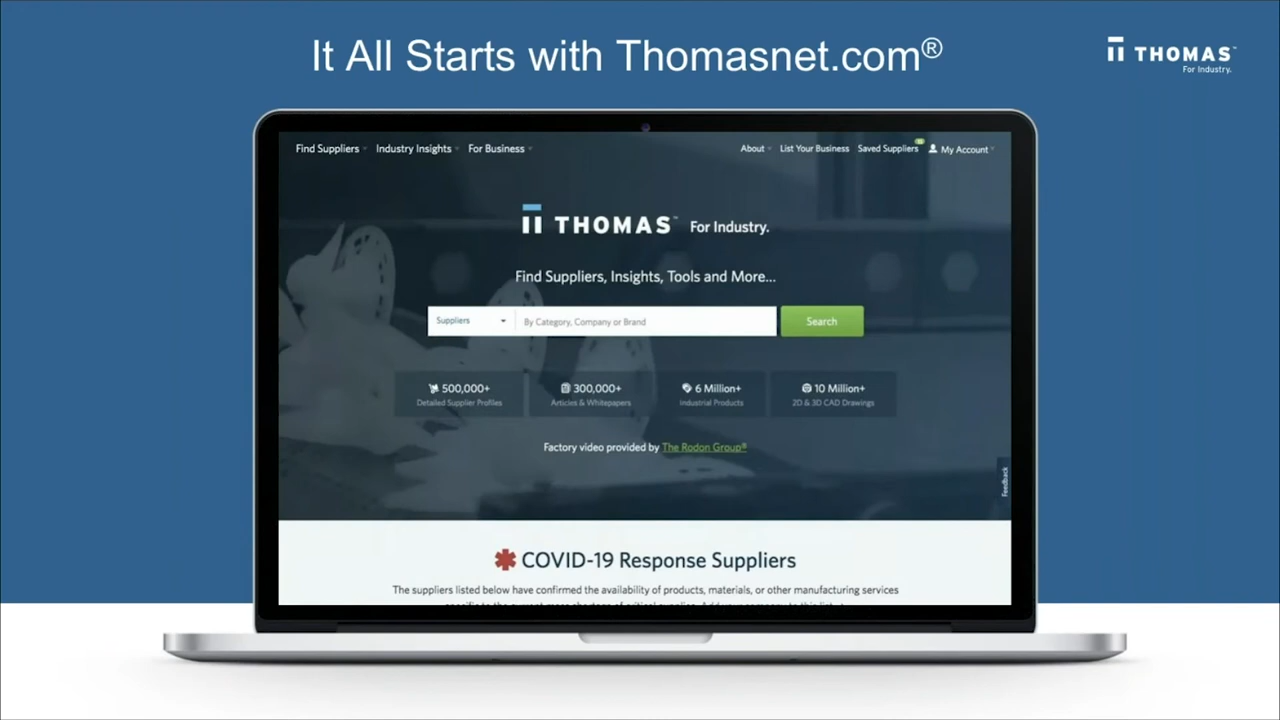 It All Starts with Thomasnet.com®
THOMAS™
For Industry.
Find Suppliers Industry Insights For Business
About List Your Business Saved Suppliers My Account
THOMAS™ For Industry.
Find Suppliers, Insights, Tools and More...
Suppliers By Category, Company or Brand Search
500,000+ 300,000+ 6 Million+ 10 Million+
Detailed Supplier Profiles Articles & Whitepapers Industrial Products 2D & 3D CAD Drawings
Factory video provided by The Rodon Group®
Feedback
COVID-19 Response Suppliers
The suppliers listed below have confirmed the availability of products, materials, or other manufacturing services